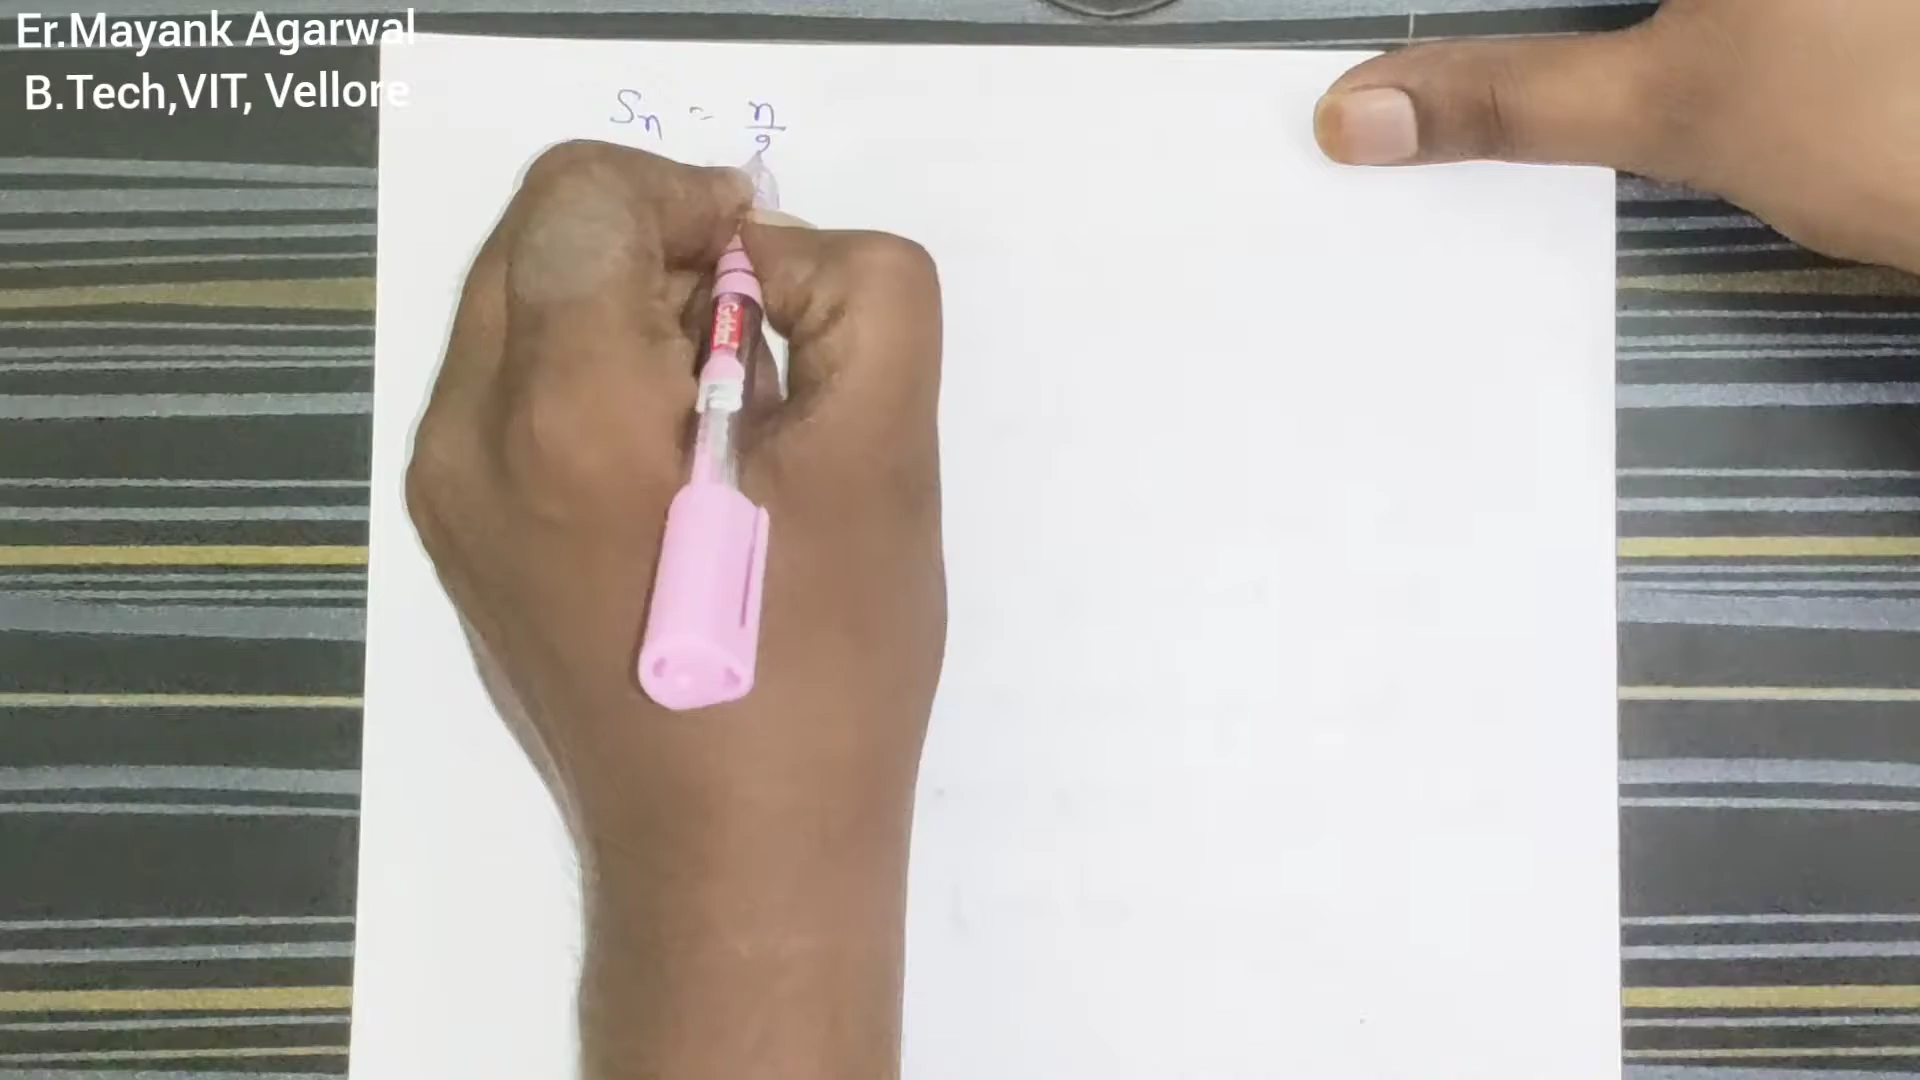 Er.Mayank Agarwal
B.Tech,VIT, Vellore
Sn = n/2